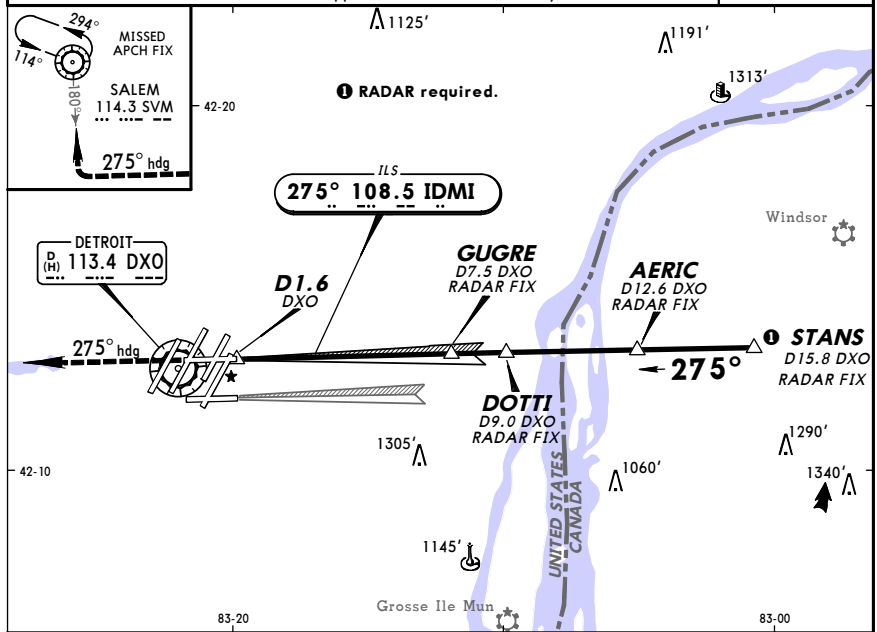 294°
114°
MISSED
APCH FIX
180°
SALEM
114.3 SVM
275° hdg
1125'
1191'
1313'
42-20
1 RADAR required.
ILS
275° 108.5 IDMI
Windsor
DETROIT
D
(H) 113.4 DXO
D1.6
DXO
GUGRE
D7.5 DXO
RADAR FIX
AERIC
D12.6 DXO
RADAR FIX
1 STANS
D15.8 DXO
RADAR FIX
275° hdg
275°
DOTTI
D9.0 DXO
RADAR FIX
1305'
1290'
42-10
1060'
1340'
UNITED STATES
CANADA
1145'
Grosse Ile Mun
83-20
83-00